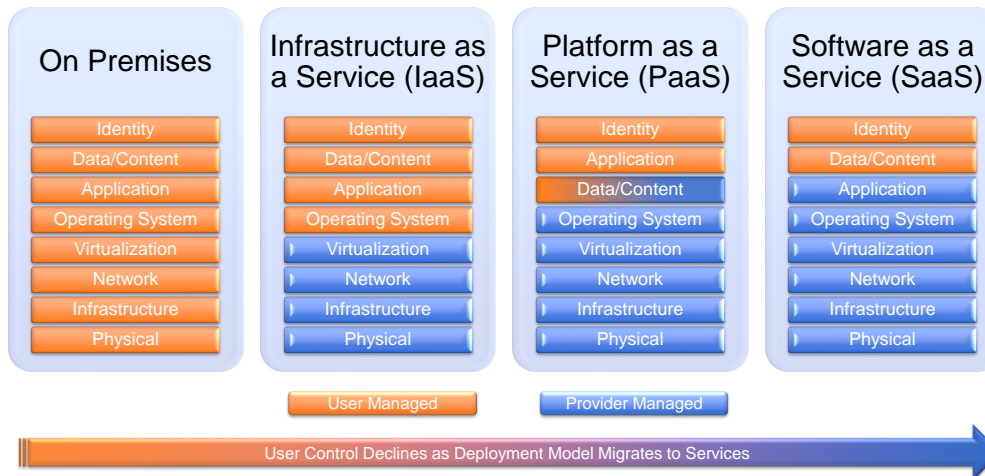 On Premises
Identity
Data/Content
Application
Operating System
Virtualization
Network
Infrastructure
Physical
Infrastructure as
a Service (IaaS)
Identity
Data/Content
Application
Operating System
Virtualization
Network
Infrastructure
Physical
Platform as a
Service (PaaS)
Identity
Application
Data/Content
Operating System
Virtualization
Network
Infrastructure
Physical
Software as a
Service (SaaS)
Identity
Data/Content
Application
Operating System
Virtualization
Network
Infrastructure
Physical
User Managed
Provider Managed
User Control Declines as Deployment Model Migrates to Services